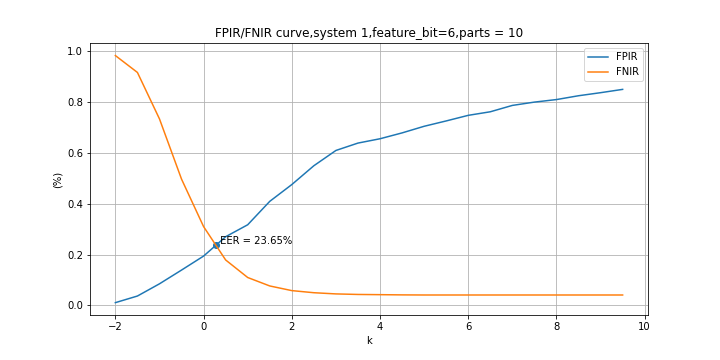 FPIR/FNIR curve,system 1,feature_bit=6,parts = 10
1.0
FPIR
FNIR
0.8
0.6
(%)
0.4
EER = 23.65%
0.2
0.0
−2
0
2
4
6
8
10
k